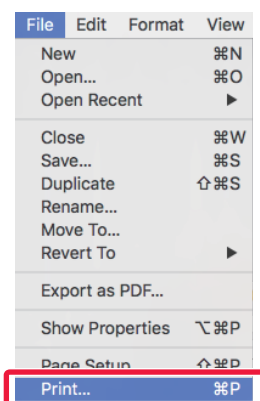 File Edit Format View
New ⌘N
Open... ⌘O
Open Recent ▶
Close ⌘W
Save... ⌘S
Duplicate ⇧⌘S
Rename...
Move To...
Revert To ▶
Export as PDF...
Show Properties ⌥⌘P
Page Setup ⇧⌘P
Print... ⌘P